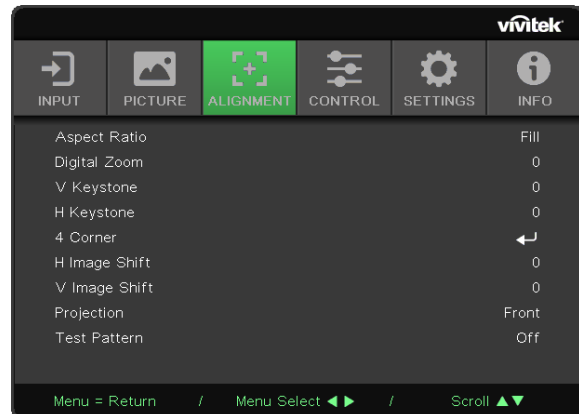 vivitek
INPUT PICTURE ALIGNMENT CONTROL SETTINGS INFO
Aspect Ratio Fill
Digital Zoom 0
V Keystone 0
H Keystone 0
4 Corner
H Image Shift 0
V Image Shift 0
Projection Front
Test Pattern Off
Menu = Return / Menu Select ◀ ▶ / Scroll ▲▼